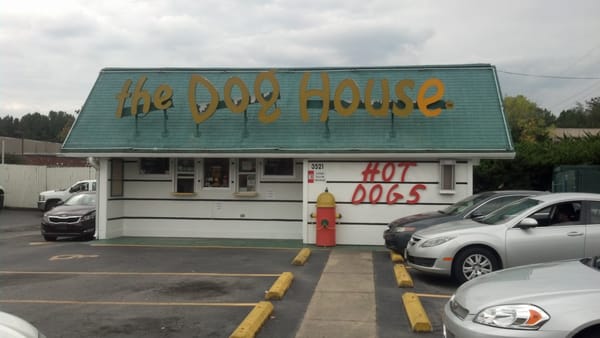 the Dog House
3521
HOT
DOGS